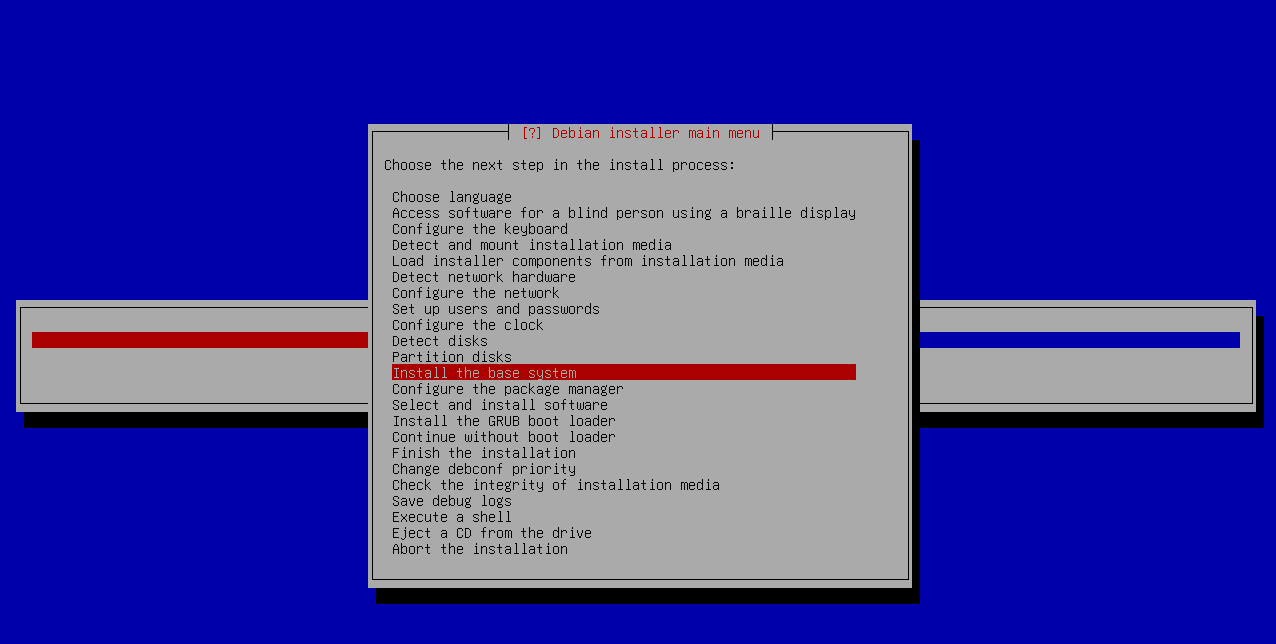 [?] Debian installer main menu
Choose the next step in the install process:
Choose language
Access software for a blind person using a braille display
Configure the keyboard
Detect and mount installation media
Load installer components from installation media
Detect network hardware
Configure the network
Set up users and passwords
Configure the clock
Detect disks
Partition disks
Install the base system
Configure the package manager
Select and install software
Install the GRUB boot loader
Continue without boot loader
Finish the installation
Change debconf priority
Check the integrity of installation media
Save debug logs
Execute a shell
Eject a CD from the drive
Abort the installation